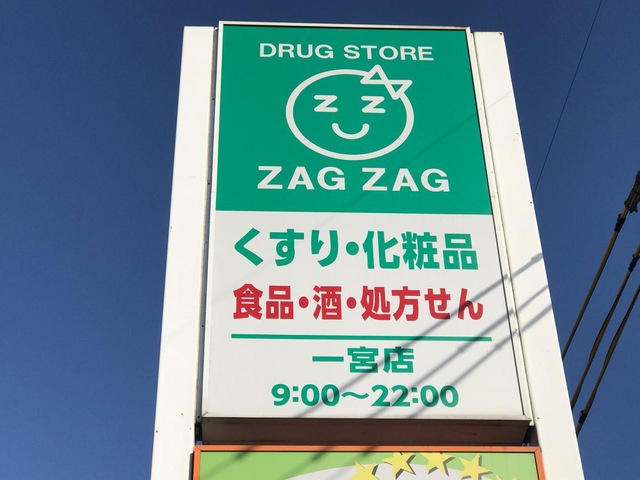 DRUG STORE
Z Z
ZAG ZAG
くすり・化粧品
食品・酒・処方せん
一宮店
9:00〜22:00